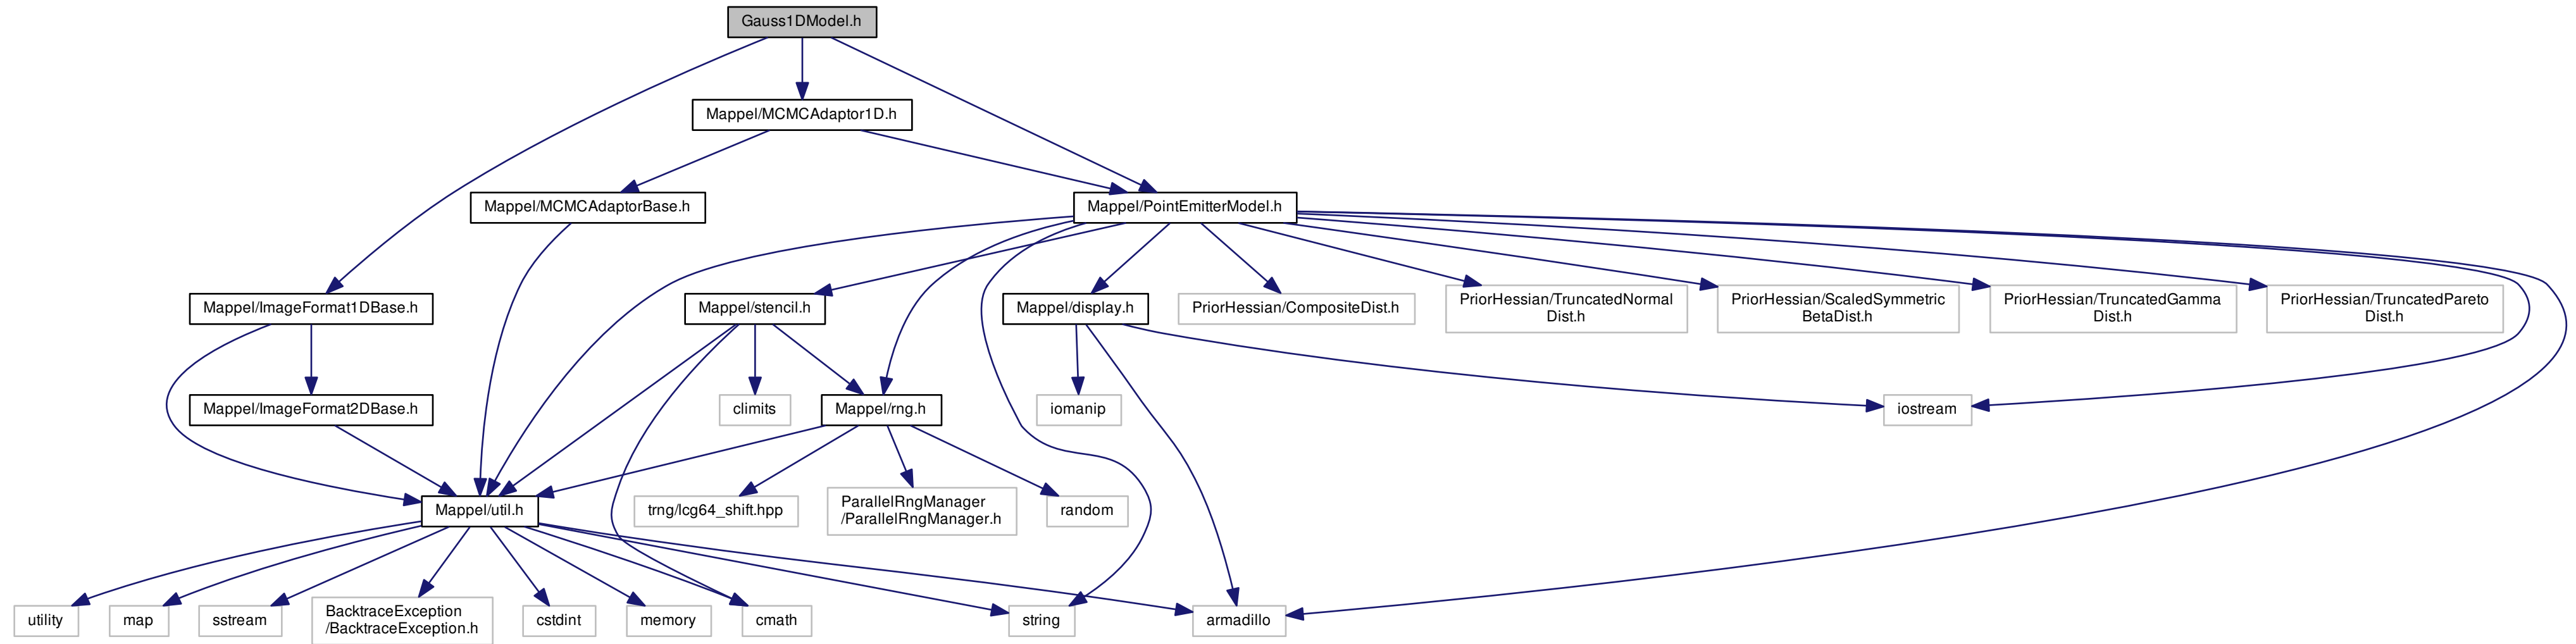 Gauss1DModel.h
Mappel/MCMCAdaptor1D.h
Mappel/MCMCAdaptorBase.h
Mappel/PointEmitterModel.h
Mappel/ImageFormat1DBase.h
Mappel/stencil.h
Mappel/display.h
PriorHessian/CompositeDist.h
PriorHessian/TruncatedNormal
Dist.h
PriorHessian/ScaledSymmetric
BetaDist.h
PriorHessian/TruncatedGamma
Dist.h
PriorHessian/TruncatedPareto
Dist.h
Mappel/ImageFormat2DBase.h
climits
Mappel/rng.h
iomanip
iostream
Mappel/util.h
trng/lcg64_shift.hpp
ParallelRngManager
/ParallelRngManager.h
random
utility
map
sstream
BacktraceException
/BacktraceException.h
cstdint
memory
cmath
string
armadillo